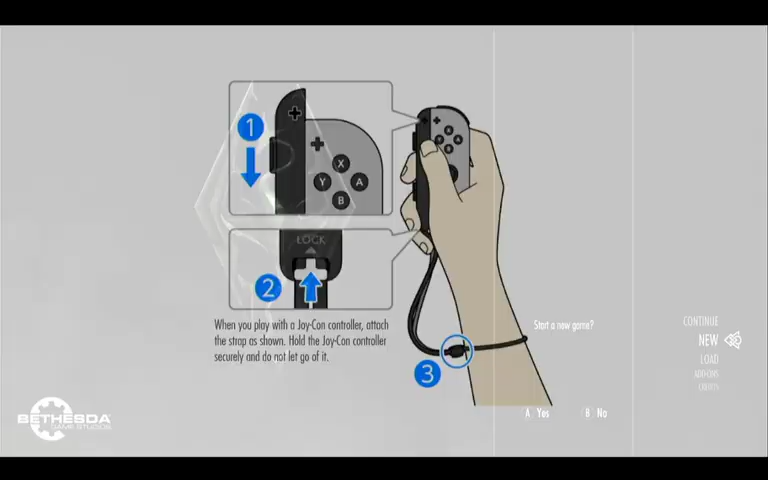 1
X
Y
A
B
LOCK
2
When you play with a Joy-Con controller, attach
the strap as shown. Hold the Joy-Con controller
securely and do not let go of it.
3
Start a new game?
A Yes
B No
CONTINUE
NEW
LOAD
ADD-ONS
CREDITS
BETHESDA
GAME STUDIOS